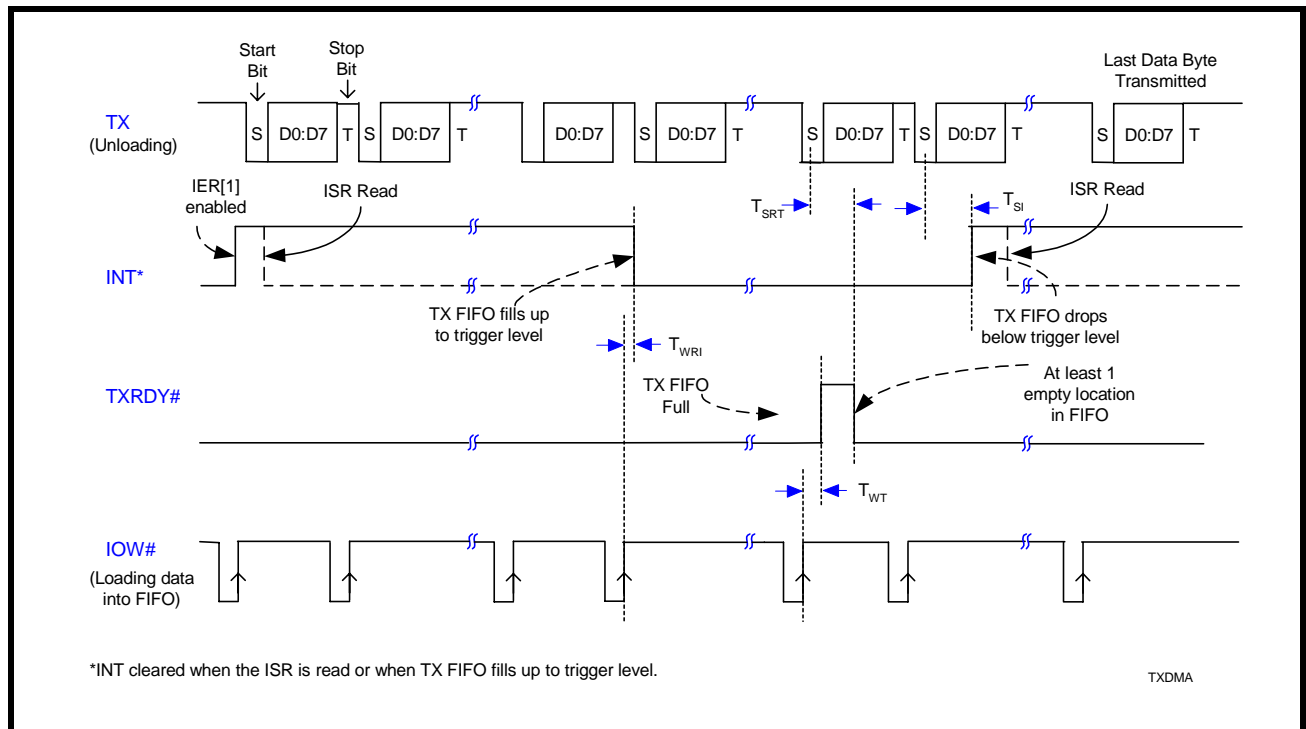 Start
Bit
Stop
Bit
Last Data Byte
Transmitted
TX
(Unloading)
S D0:D7 T S D0:D7 T D0:D7 S D0:D7 T S D0:D7 T S D0:D7 T S D0:D7 T
IER[1]
enabled
ISR Read
TSRT
TSI
ISR Read
INT*
TX FIFO fills up
to trigger level
TX FIFO drops
below trigger level
TWRI
TXRDY#
TX FIFO
Full
At least 1
empty location
in FIFO
TWT
IOW#
(Loading data
into FIFO)
*INT cleared when the ISR is read or when TX FIFO fills up to trigger level.
TXDMA